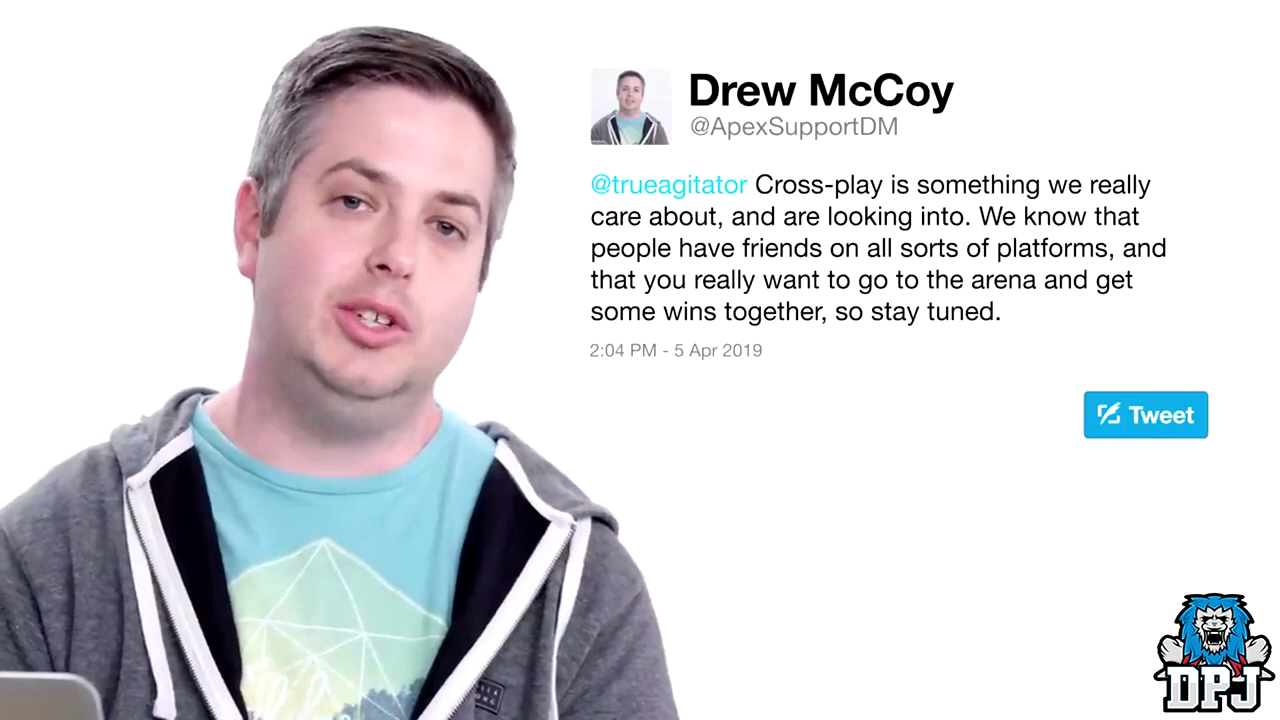 Drew McCoy
@ApexSupportDM
@trueagitator Cross-play is something we really
care about, and are looking into. We know that
people have friends on all sorts of platforms, and
that you really want to go to the arena and get
some wins together, so stay tuned.
2:04 PM - 5 Apr 2019
Tweet
DPJ